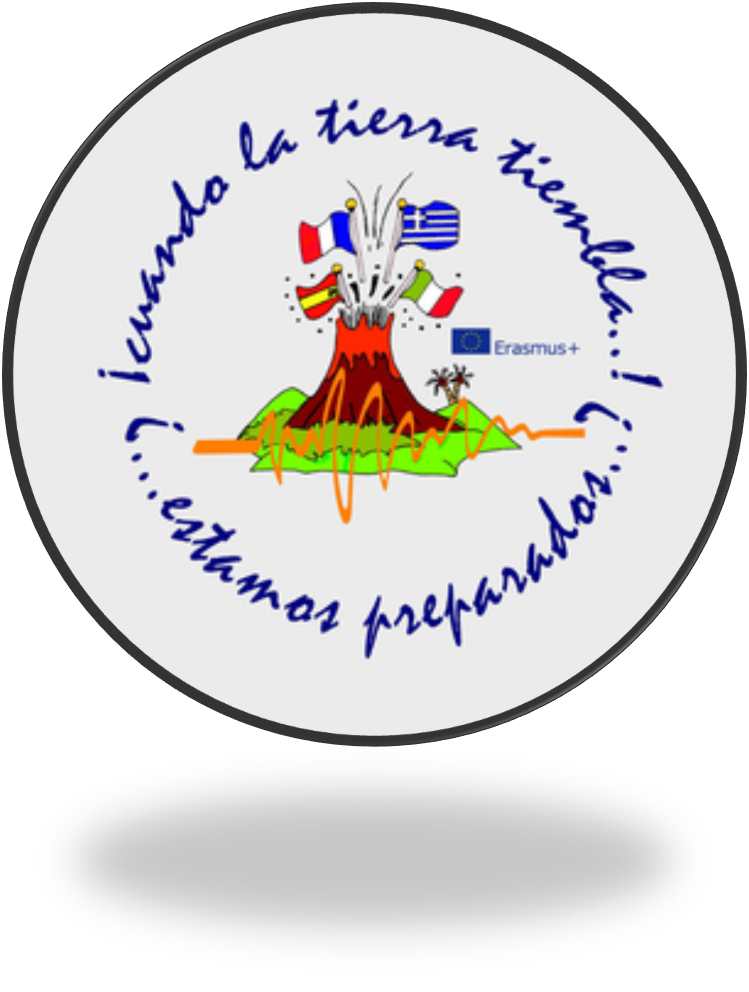 ¡cuando la tierra tiembla..!
Erasmus+
¿...estamos preparados...¿